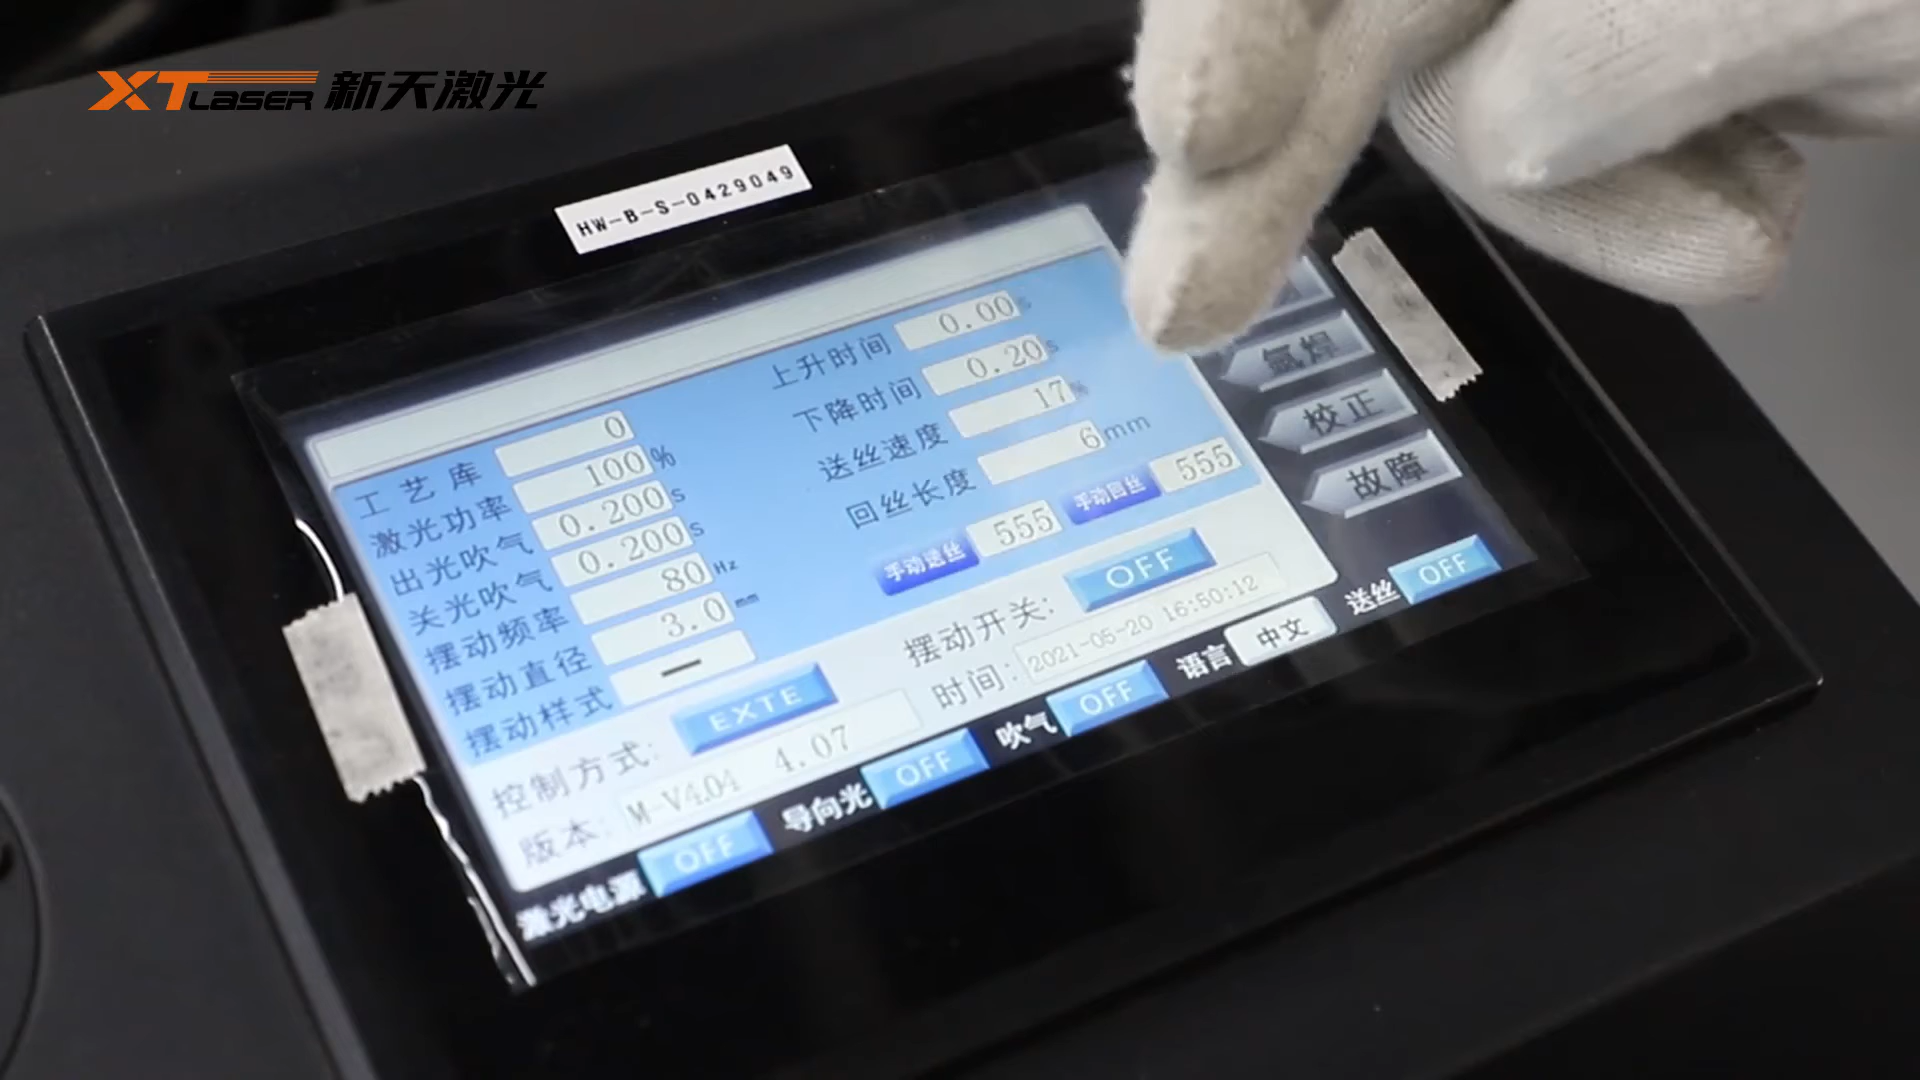 XTLASER 新天激光
HW-B-S-0429049
工艺库 0
激光功率 100 %
出光吹气 0.200 s
关光吹气 0.200 s
摆动频率 80 Hz
摆动直径 3.0 mm
摆动样式 —
上升时间 0.00 s
下降时间 0.20 s
送丝速度 17 %
回丝长度 6 mm
手动送丝 555 手动回丝 555
控制方式: EXTE 摆动开关: OFF
版本: M-V4.04 4.07 时间: 2021-05-20 16:50:12
激光电源 OFF 导向光 OFF 吹气 OFF 语言 中文 送丝 OFF
氩焊
校正
故障